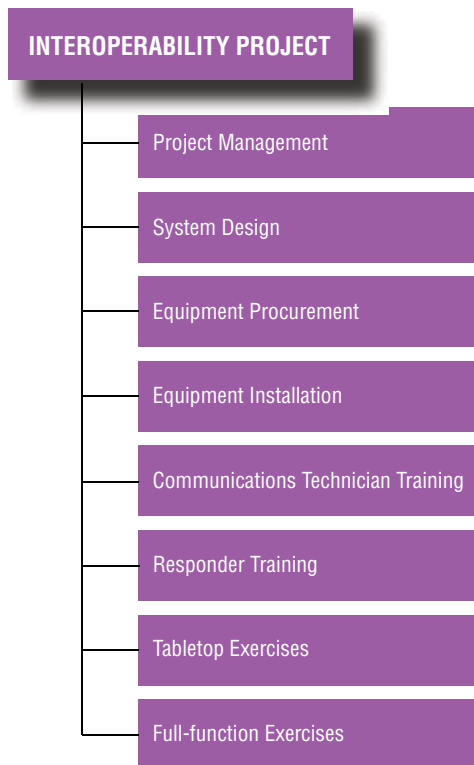 INTEROPERABILITY PROJECT
Project Management
System Design
Equipment Procurement
Equipment Installation
Communications Technician Training
Responder Training
Tabletop Exercises
Full-function Exercises